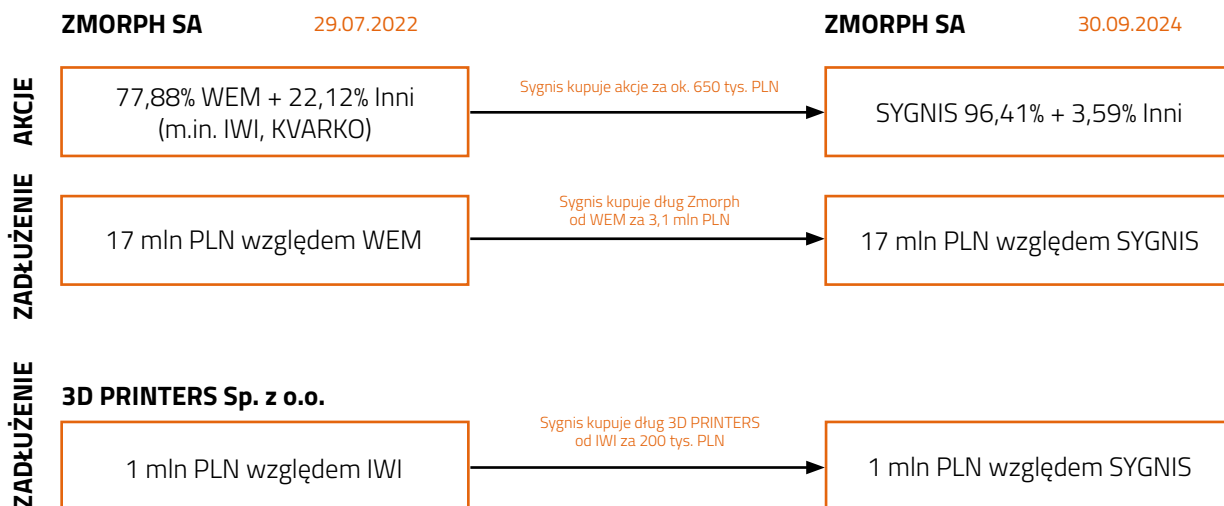 ZMORPH SA 29.07.2022 ZMORPH SA 30.09.2024
AKCJE
77,88% WEM + 22,12% Inni
(m.in. IWI, KVARKO)
Sygnis kupuje akcje za ok. 650 tys. PLN
SYGNIS 96,41% + 3,59% Inni
ZADŁUŻENIE
17 mln PLN względem WEM
Sygnis kupuje dług Zmorph
od WEM za 3,1 mln PLN
17 mln PLN względem SYGNIS
ZADŁUŻENIE
3D PRINTERS Sp. z o.o.
1 mln PLN względem IWI
Sygnis kupuje dług 3D PRINTERS
od IWI za 200 tys. PLN
1 mln PLN względem SYGNIS